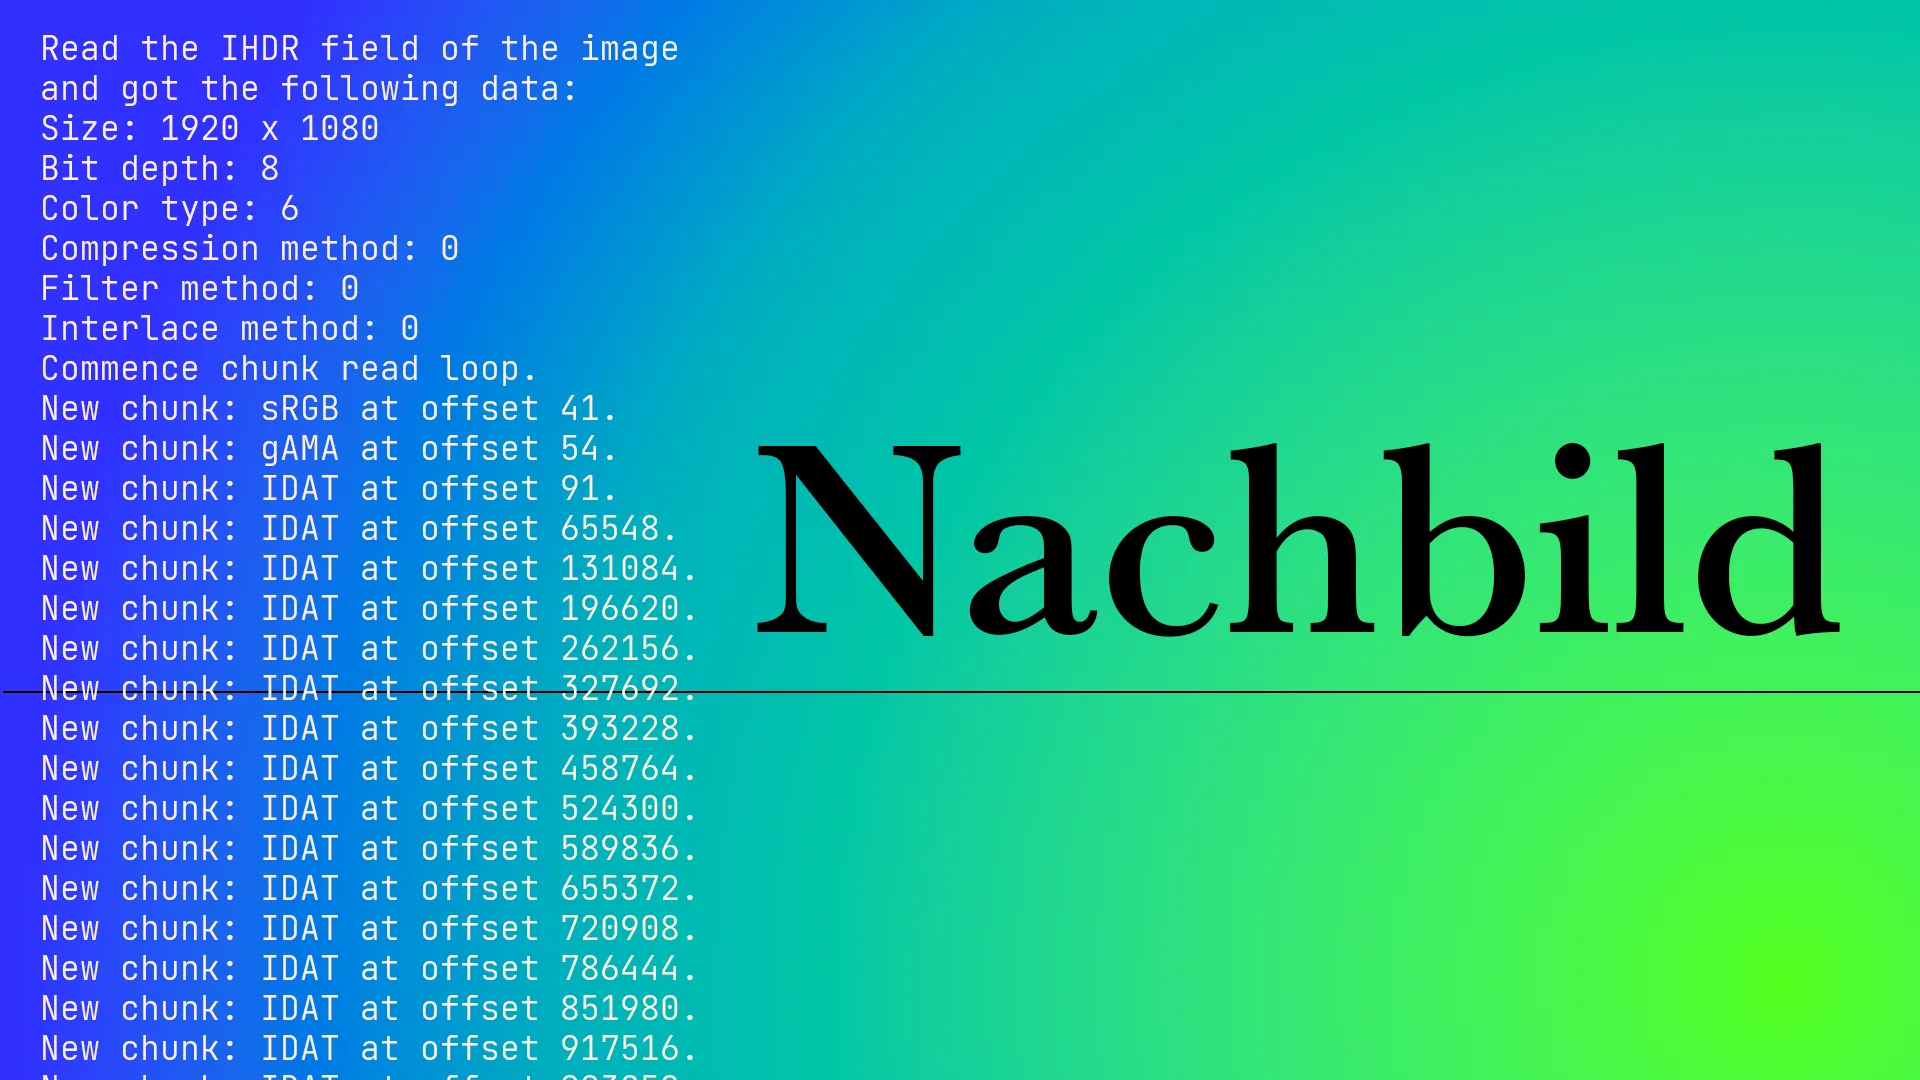 Read the IHDR field of the image
and got the following data:
Size: 1920 x 1080
Bit depth: 8
Color type: 6
Compression method: 0
Filter method: 0
Interlace method: 0
Commence chunk read loop.
New chunk: sRGB at offset 41.
New chunk: gAMA at offset 54.
New chunk: IDAT at offset 91.
New chunk: IDAT at offset 65548.
New chunk: IDAT at offset 131084.
New chunk: IDAT at offset 196620.
New chunk: IDAT at offset 262156.
New chunk: IDAT at offset 327692.
New chunk: IDAT at offset 393228.
New chunk: IDAT at offset 458764.
New chunk: IDAT at offset 524300.
New chunk: IDAT at offset 589836.
New chunk: IDAT at offset 655372.
New chunk: IDAT at offset 720908.
New chunk: IDAT at offset 786444.
New chunk: IDAT at offset 851980.
New chunk: IDAT at offset 917516.
Nachbild